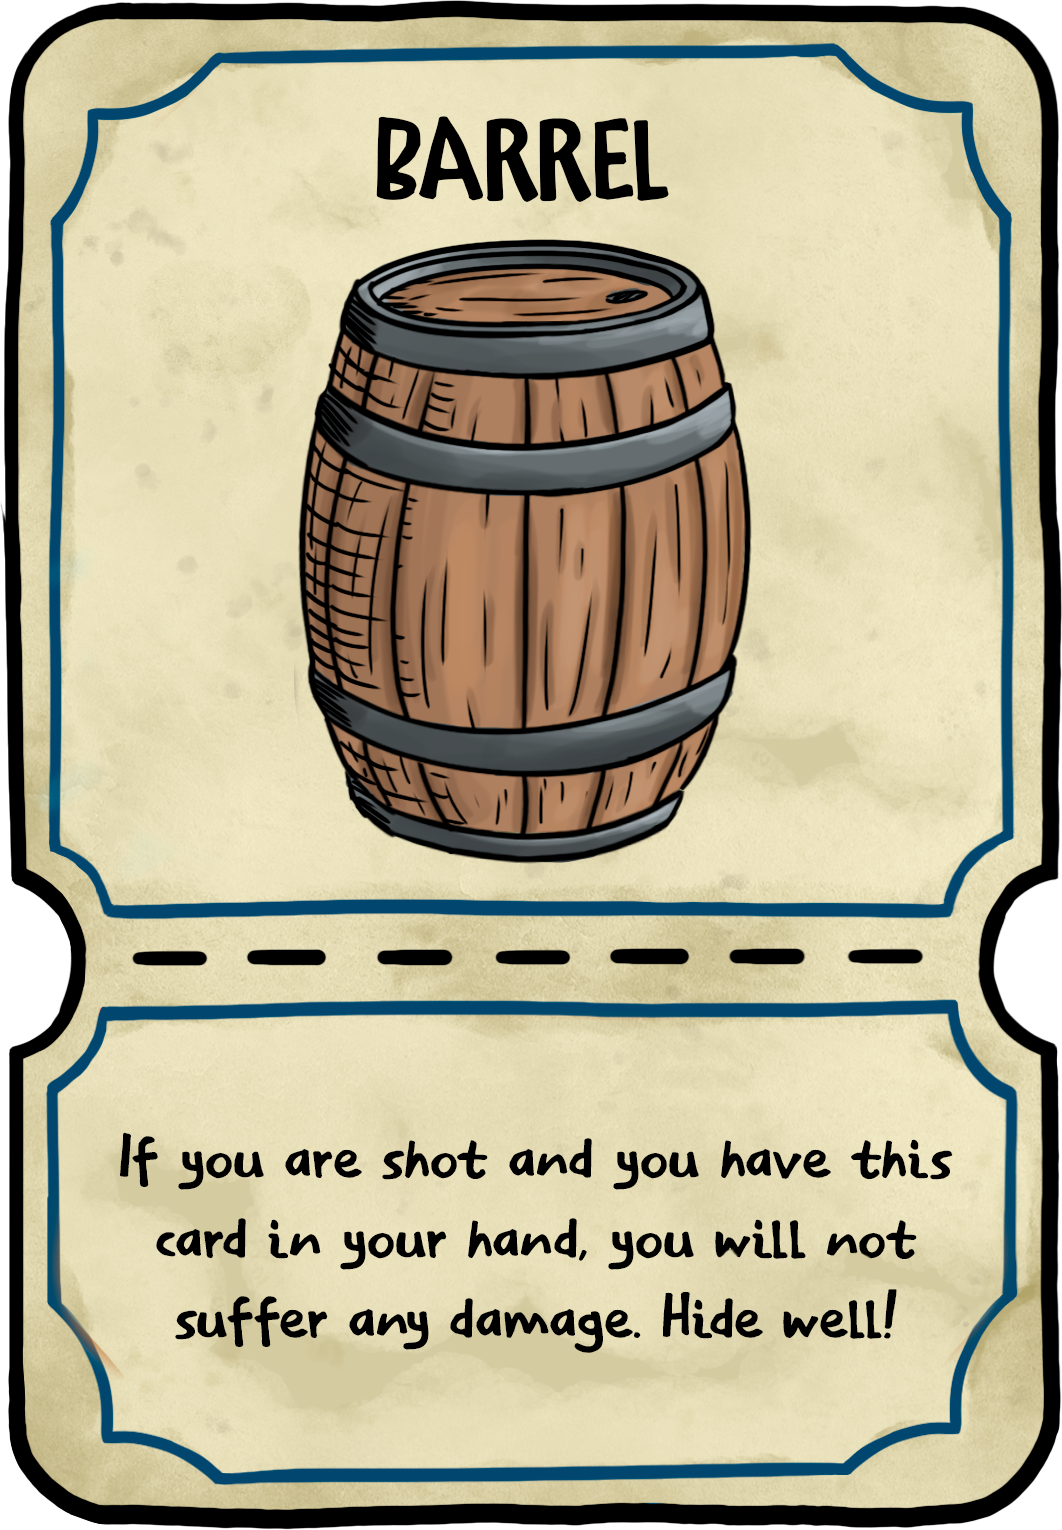 BARREL
If you are shot and you have this
card in your hand, you will not
suffer any damage. Hide well!